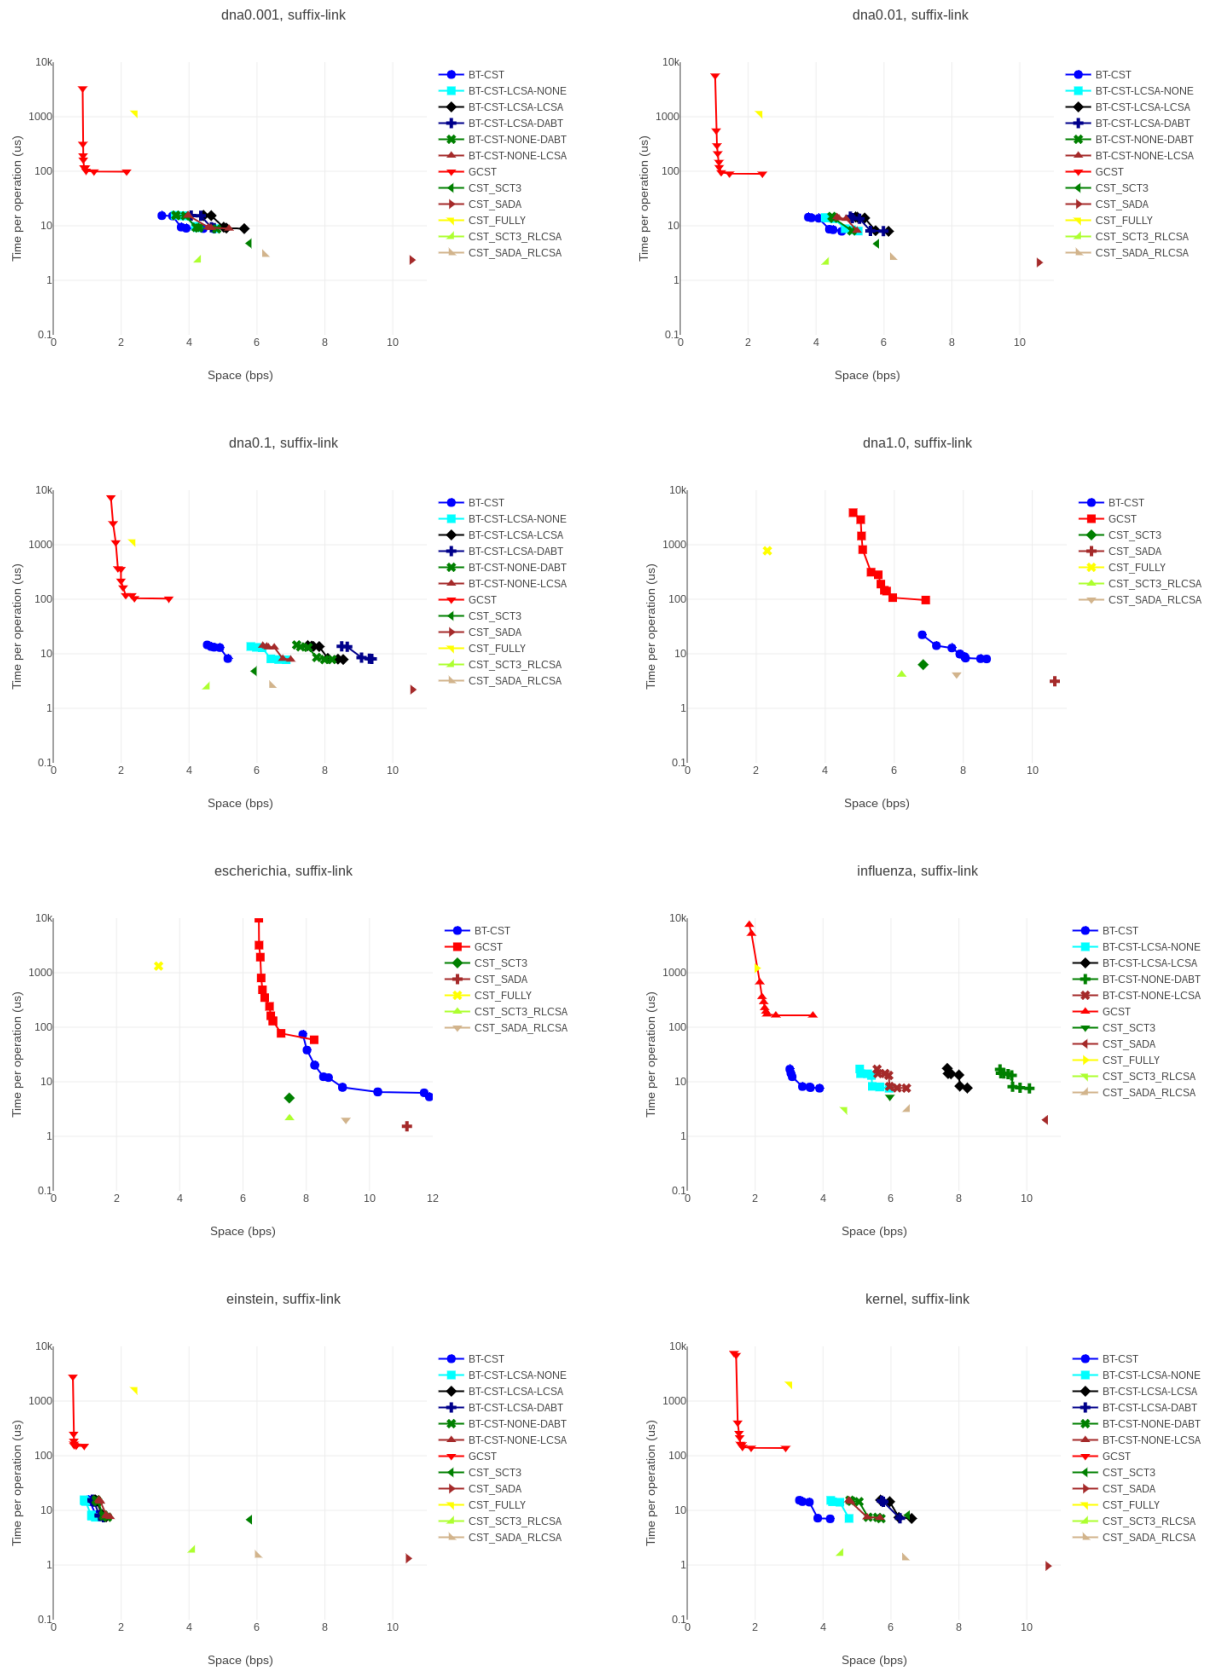 dna0.001, suffix-link
10k
1000
100
10
1
0.1
0 2 4 6 8 10
Time per operation (us)
Space (bps)
BT-CST
BT-CST-LCSA-NONE
BT-CST-LCSA-LCSA
BT-CST-LCSA-DABT
BT-CST-NONE-DABT
BT-CST-NONE-LCSA
GCST
CST_SCT3
CST_SADA
CST_FULLY
CST_SCT3_RLCSA
CST_SADA_RLCSA
dna0.01, suffix-link
10k
1000
100
10
1
0.1
0 2 4 6 8 10
Time per operation (us)
Space (bps)
BT-CST
BT-CST-LCSA-NONE
BT-CST-LCSA-LCSA
BT-CST-LCSA-DABT
BT-CST-NONE-DABT
BT-CST-NONE-LCSA
GCST
CST_SCT3
CST_SADA
CST_FULLY
CST_SCT3_RLCSA
CST_SADA_RLCSA
dna0.1, suffix-link
10k
1000
100
10
1
0.1
0 2 4 6 8 10
Time per operation (us)
Space (bps)
BT-CST
BT-CST-LCSA-NONE
BT-CST-LCSA-LCSA
BT-CST-LCSA-DABT
BT-CST-NONE-DABT
BT-CST-NONE-LCSA
GCST
CST_SCT3
CST_SADA
CST_FULLY
CST_SCT3_RLCSA
CST_SADA_RLCSA
dna1.0, suffix-link
10k
1000
100
10
1
0.1
0 2 4 6 8 10
Time per operation (us)
Space (bps)
BT-CST
GCST
CST_SCT3
CST_SADA
CST_FULLY
CST_SCT3_RLCSA
CST_SADA_RLCSA
escherichia, suffix-link
10k
1000
100
10
1
0.1
0 2 4 6 8 10 12
Time per operation (us)
Space (bps)
BT-CST
GCST
CST_SCT3
CST_SADA
CST_FULLY
CST_SCT3_RLCSA
CST_SADA_RLCSA
influenza, suffix-link
10k
1000
100
10
1
0.1
0 2 4 6 8 10
Time per operation (us)
Space (bps)
BT-CST
BT-CST-LCSA-NONE
BT-CST-LCSA-LCSA
BT-CST-NONE-DABT
BT-CST-NONE-LCSA
GCST
CST_SCT3
CST_SADA
CST_FULLY
CST_SCT3_RLCSA
CST_SADA_RLCSA
einstein, suffix-link
10k
1000
100
10
1
0.1
0 2 4 6 8 10
Time per operation (us)
Space (bps)
BT-CST
BT-CST-LCSA-NONE
BT-CST-LCSA-LCSA
BT-CST-LCSA-DABT
BT-CST-NONE-DABT
BT-CST-NONE-LCSA
GCST
CST_SCT3
CST_SADA
CST_FULLY
CST_SCT3_RLCSA
CST_SADA_RLCSA
kernel, suffix-link
10k
1000
100
10
1
0.1
0 2 4 6 8 10
Time per operation (us)
Space (bps)
BT-CST
BT-CST-LCSA-NONE
BT-CST-LCSA-LCSA
BT-CST-LCSA-DABT
BT-CST-NONE-DABT
BT-CST-NONE-LCSA
GCST
CST_SCT3
CST_SADA
CST_FULLY
CST_SCT3_RLCSA
CST_SADA_RLCSA